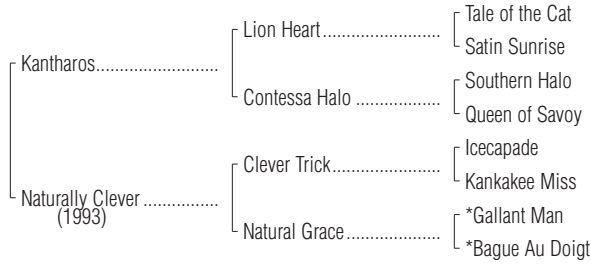 Tale of the Cat
Lion Heart
Satin Sunrise
Kantharos
Southern Halo
Contessa Halo
Queen of Savoy
Icecapade
Clever Trick
Kankakee Miss
Naturally Clever
(1993)
*Gallant Man
Natural Grace
*Bague Au Doigt